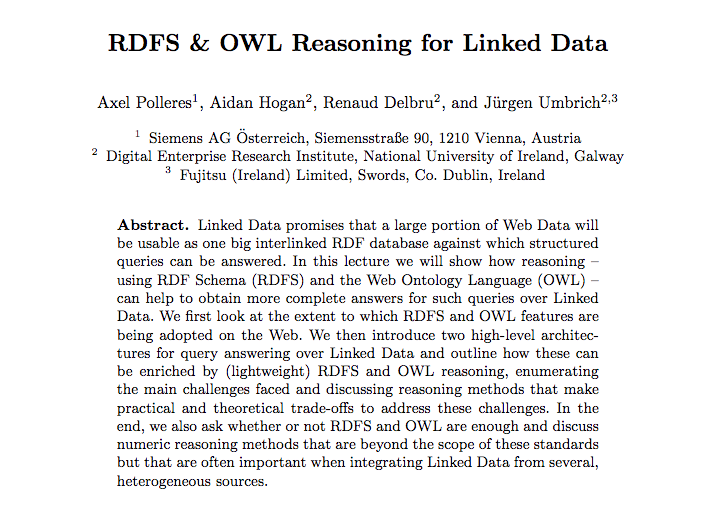 RDFS & OWL Reasoning for Linked Data
Axel Polleres1, Aidan Hogan2, Renaud Delbru2, and Jürgen Umbrich2,3
1 Siemens AG Österreich, Siemensstraße 90, 1210 Vienna, Austria
2 Digital Enterprise Research Institute, National University of Ireland, Galway
3 Fujitsu (Ireland) Limited, Swords, Co. Dublin, Ireland
Abstract. Linked Data promises that a large portion of Web Data will
be usable as one big interlinked RDF database against which structured
queries can be answered. In this lecture we will show how reasoning –
using RDF Schema (RDFS) and the Web Ontology Language (OWL) –
can help to obtain more complete answers for such queries over Linked
Data. We first look at the extent to which RDFS and OWL features are
being adopted on the Web. We then introduce two high-level architec-
tures for query answering over Linked Data and outline how these can
be enriched by (lightweight) RDFS and OWL reasoning, enumerating
the main challenges faced and discussing reasoning methods that make
practical and theoretical trade-offs to address these challenges. In the
end, we also ask whether or not RDFS and OWL are enough and discuss
numeric reasoning methods that are beyond the scope of these standards
but that are often important when integrating Linked Data from several,
heterogeneous sources.